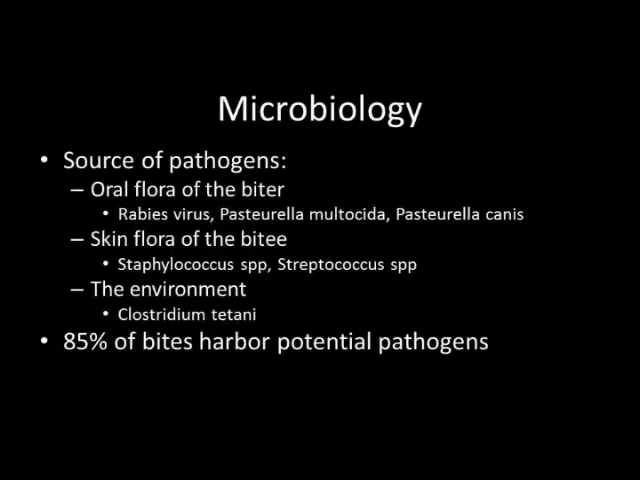 Microbiology
• Source of pathogens:
– Oral flora of the biter
• Rabies virus, Pasteurella multocida, Pasteurella canis
– Skin flora of the bitee
• Staphylococcus spp, Streptococcus spp
– The environment
• Clostridium tetani
• 85% of bites harbor potential pathogens